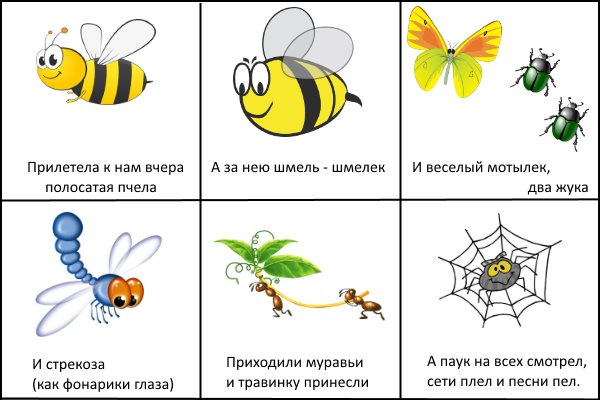 Прилетела к нам вчера
полосатая пчела
А за нею шмель - шмелек
И веселый мотылек,
два жука
И стрекоза
(как фонарики глаза)
Приходили муравьи
и травинку принесли
А паук на всех смотрел,
сети плел и песни пел.